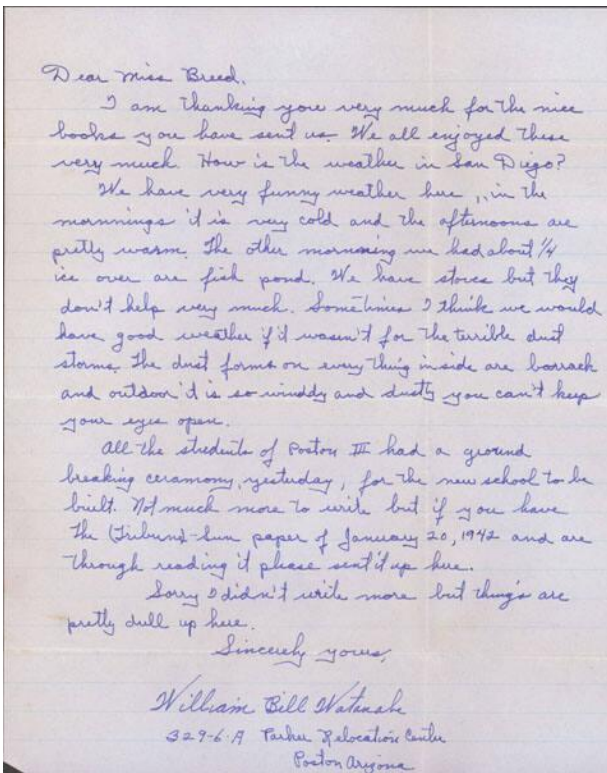 Dear Miss Breed.
I am thanking you very much for the nice
books you have sent us. We all enjoyed these
very much. How is the weather in San Diego?
We have very funny weather here, in the
mornnings it is very cold and the afternoons are
pretty warm. The other mornning we had about 1/4
ice over are fish pond. We have stoves but they
don't help very much. Sometimes I think we would
have good weather if it wasn't for the terrible dust
storms. The dust forms on every thing inside are barrack
and outdoor it is so winddy and dusty you can't keep
your eyes open.
All the students of Poston III had a ground
breaking ceramony, yesterday, for the new school to be
built. Not much more to write but if you have
the (Tribune)-Sun paper of January 20, 1942 and are
through reading it please sent it up here.
Sorry I didn't write more but thing's are
pretty dull up here.
Sincerely yours,
William Bill Watanabe
329-6-A Parker Relocation Center
Poston Arizona